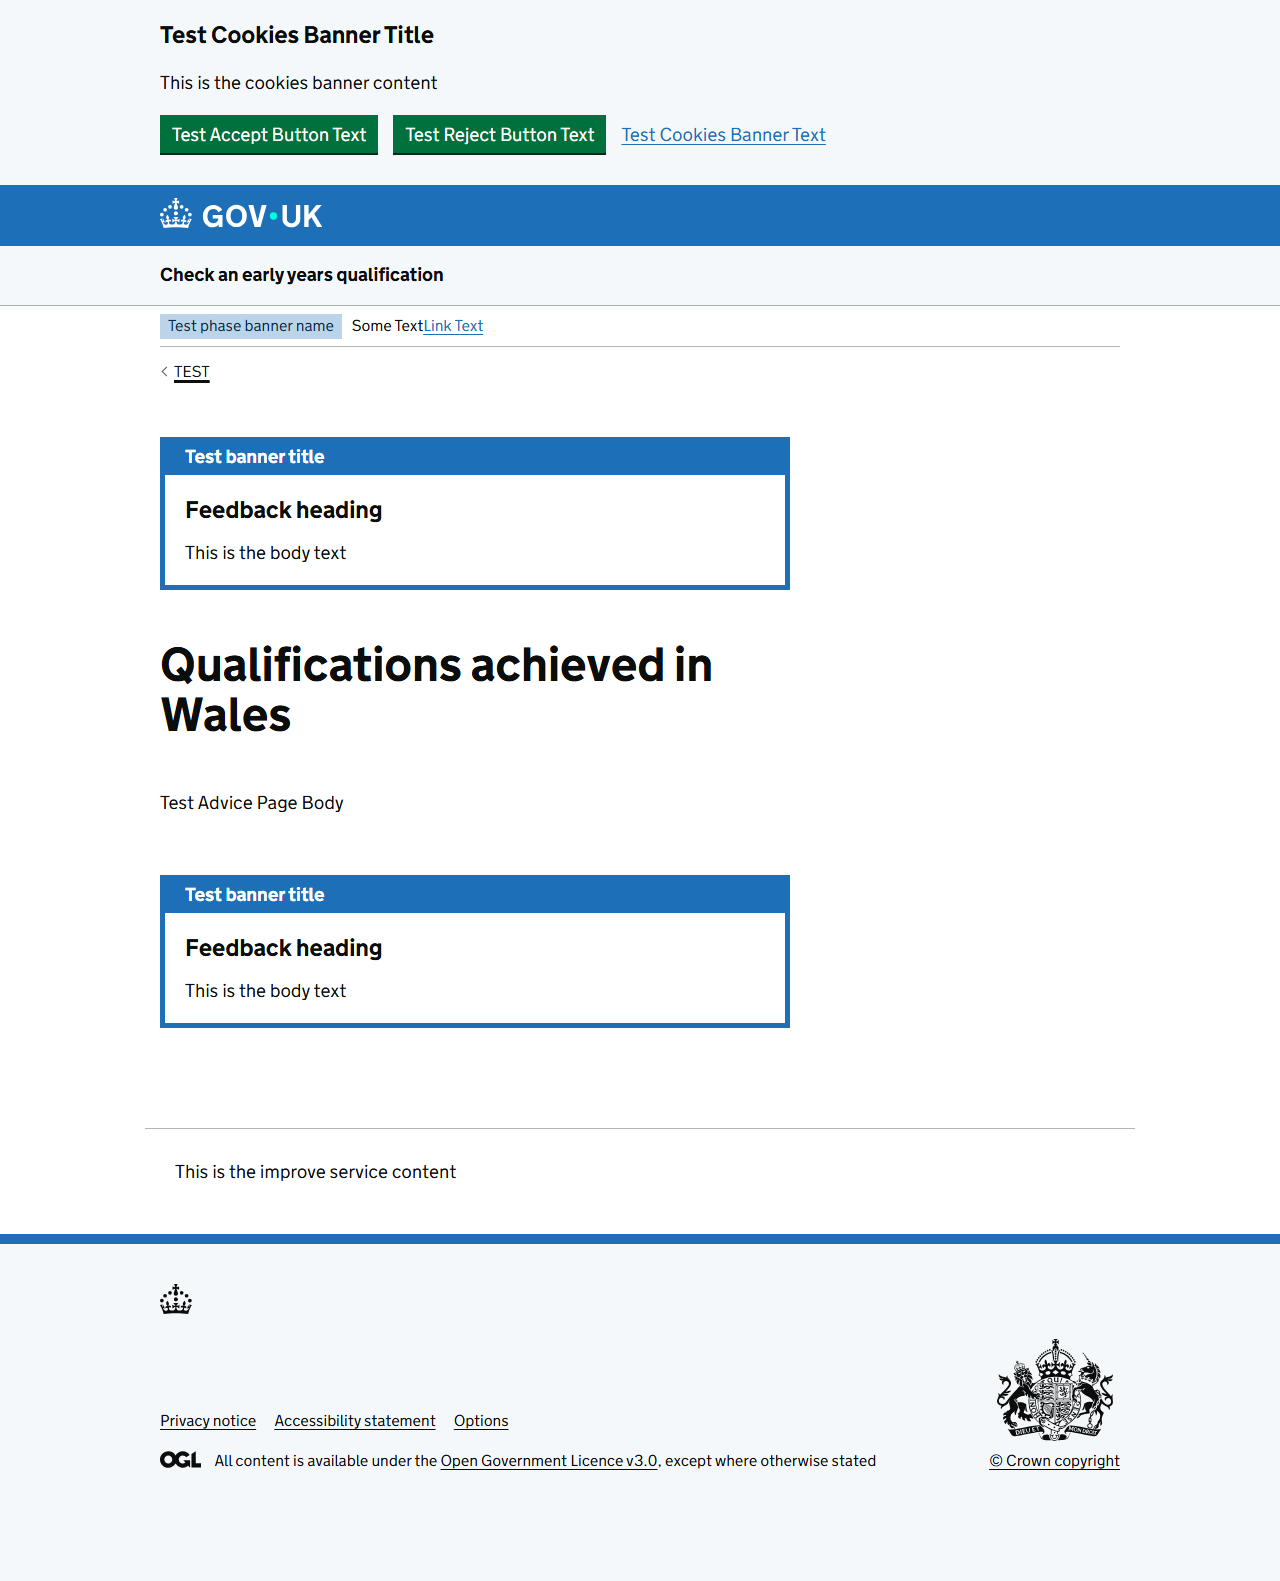 Test Cookies Banner Title
This is the cookies banner content
Test Accept Button Text Test Reject Button Text Test Cookies Banner Text
GOV·UK
Check an early years qualification
Test phase banner name Some TextLink Text
TEST
Test banner title
Feedback heading
This is the body text
Qualifications achieved in
Wales
Test Advice Page Body
Test banner title
Feedback heading
This is the body text
This is the improve service content
Privacy notice Accessibility statement Options
OGL All content is available under the Open Government Licence v3.0, except where otherwise stated
© Crown copyright